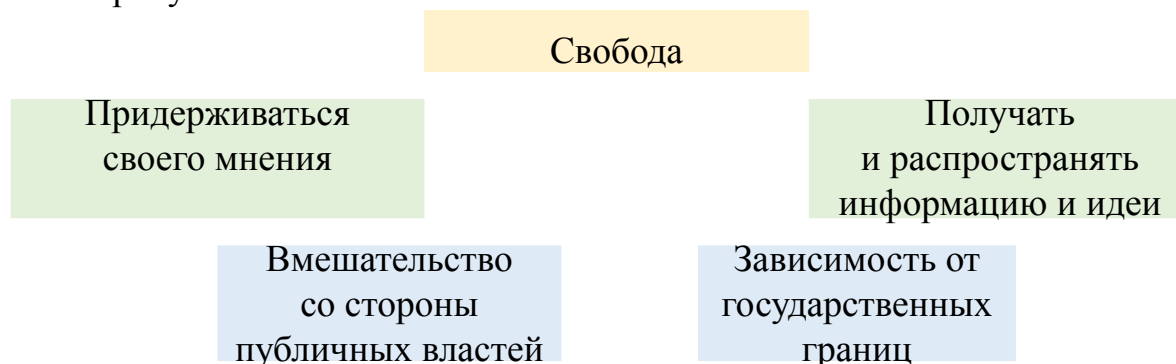 Свобода
Придерживаться
своего мнения
Получать
и распространять
информацию и идеи
Вмешательство
со стороны
публичных властей
Зависимость от
государственных
границ